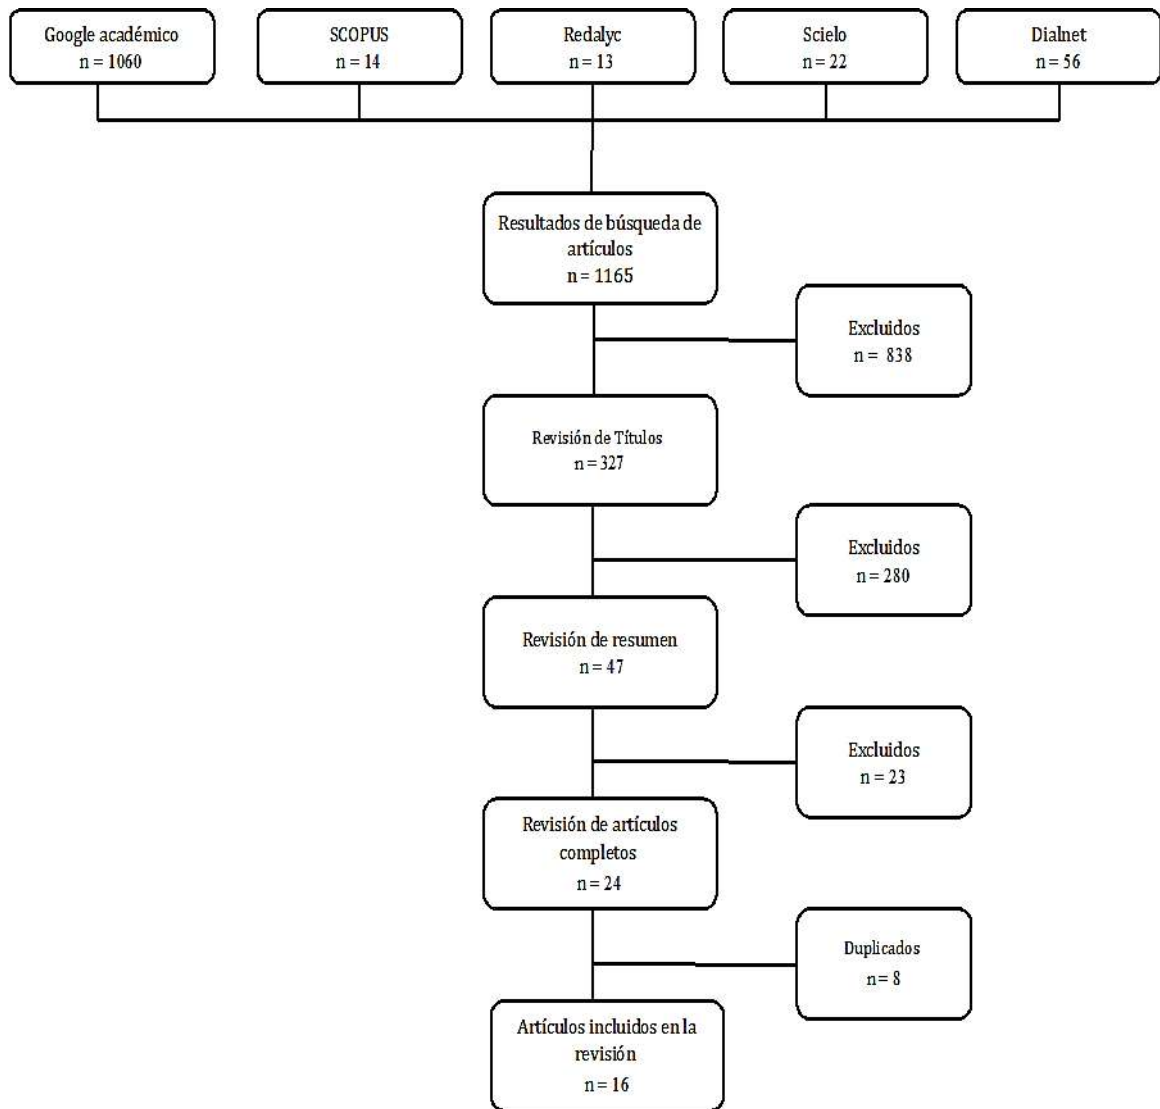 Google académico
n = 1060
SCOPUS
n = 14
Redalyc
n = 13
Scielo
n = 22
Dialnet
n = 56
Resultados de búsqueda de
artículos
n = 1165
Excluidos
n =  838
Revisión de Títulos
n = 327
Excluidos
n = 280
Revisión de resumen
n = 47
Excluidos
n = 23
Revisión de artículos
completos
n = 24
Duplicados
n = 8
Artículos incluidos en la
revisión
n = 16